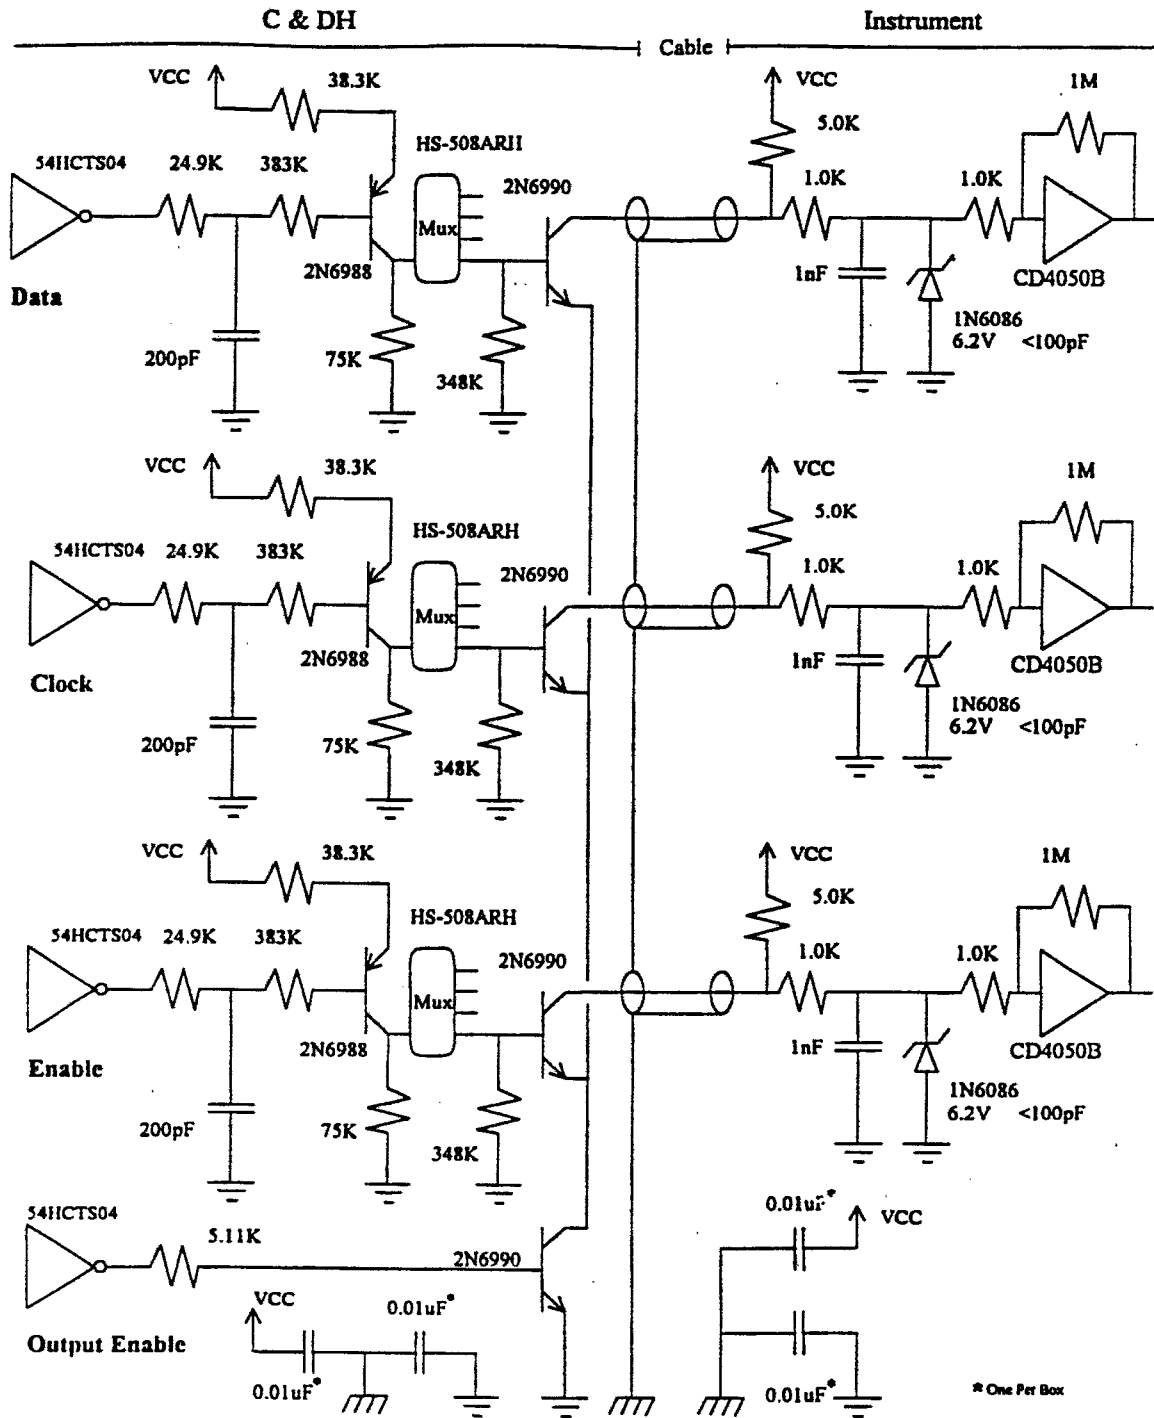 C & DH
Cable
Instrument
VCC
38.3K
VCC
1M
5.0K
54HCTS04
24.9K
383K
HS-508ARH
2N6990
1.0K
1.0K
Mux
Data
2N6988
1nF
CD4050B
1N6086
6.2V <100pF
200pF
75K
348K
VCC
38.3K
VCC
1M
5.0K
54HCTS04
24.9K
383K
HS-508ARH
2N6990
1.0K
1.0K
Mux
Clock
2N6988
1nF
CD4050B
1N6086
6.2V <100pF
200pF
75K
348K
VCC
38.3K
VCC
1M
5.0K
54HCTS04
24.9K
383K
HS-508ARH
2N6990
1.0K
1.0K
Mux
Enable
2N6988
1nF
CD4050B
1N6086
6.2V <100pF
200pF
75K
348K
54HCTS04
5.11K
2N6990
0.01uF*
VCC
Output Enable
VCC
0.01uF*
0.01uF*
0.01uF*
* One Per Box